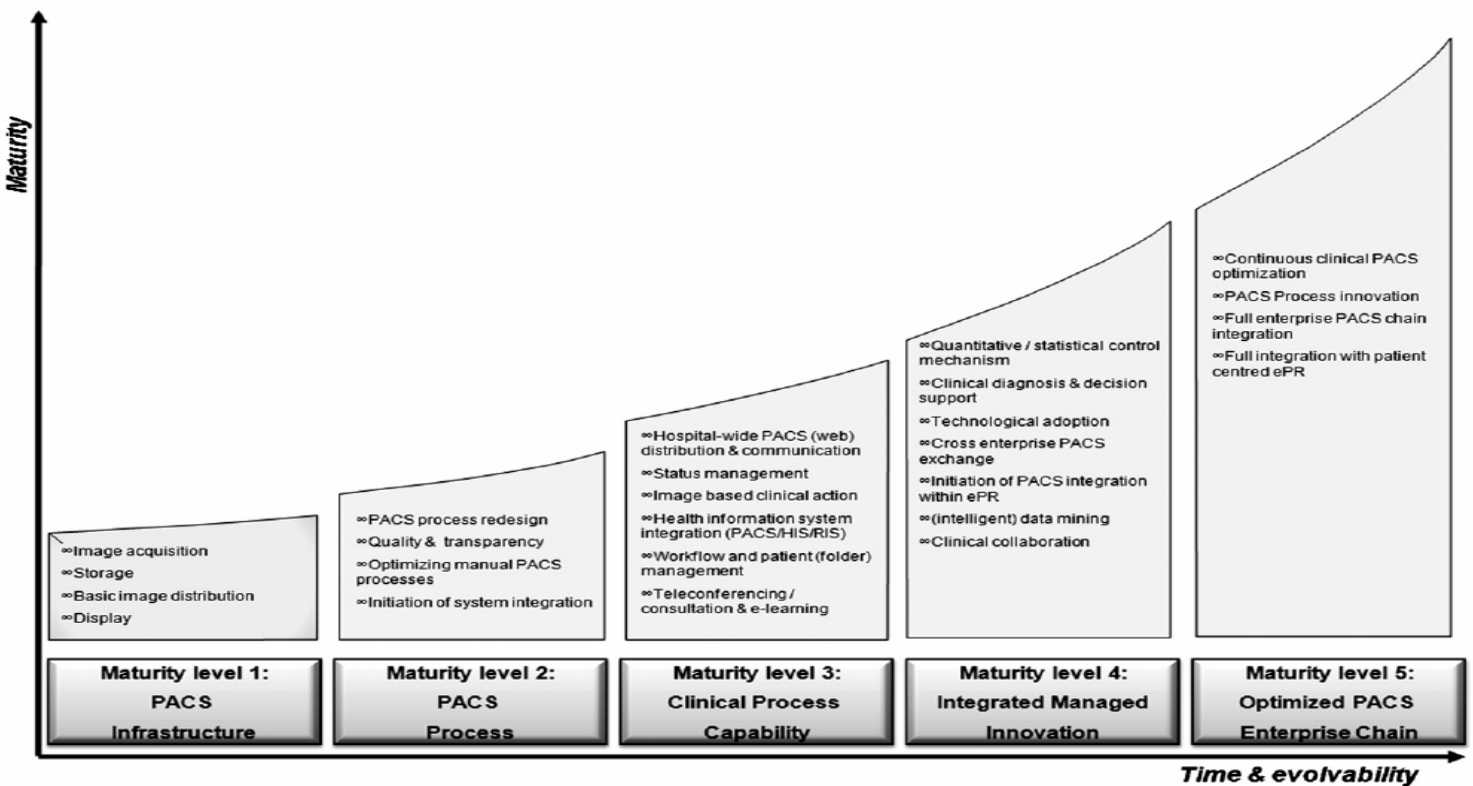 Maturity
∞Image acquisition
∞Storage
∞Basic image distribution
∞Display
∞PACS process redesign
∞Quality & transparency
∞Optimizing manual PACS
processes
∞Initiation of system integration
∞Hospital-wide PACS (web)
distribution & communication
∞Status management
∞Image based clinical action
∞Health information system
integration (PACS/HIS/RIS)
∞Workflow and patient (folder)
management
∞Teleconferencing /
consultation & e-learning
∞Quantitative / statistical control
mechanism
∞Clinical diagnosis & decision
support
∞Technological adoption
∞Cross enterprise PACS
exchange
∞Initiation of PACS integration
within ePR
∞(intelligent) data mining
∞Clinical collaboration
∞Continuous clinical PACS
optimization
∞PACS Process innovation
∞Full enterprise PACS chain
integration
∞Full integration with patient
centred ePR
Maturity level 1:
PACS
Infrastructure
Maturity level 2:
PACS
Process
Maturity level 3:
Clinical Process
Capability
Maturity level 4:
Integrated Managed
Innovation
Maturity level 5:
Optimized PACS
Enterprise Chain
Time & evolvability